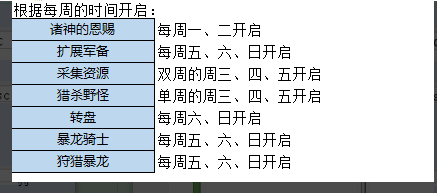 根据每周的时间开启：
诸神的恩赐 每周一、二开启
扩展军备 每周五、六、日开启
采集资源 双周的周三、四、五开启
猎杀野怪 单周的周三、四、五开启
转盘 每周六、日开启
暴龙骑士 每周五、六、日开启
狩猎暴龙 每周五、六、日开启